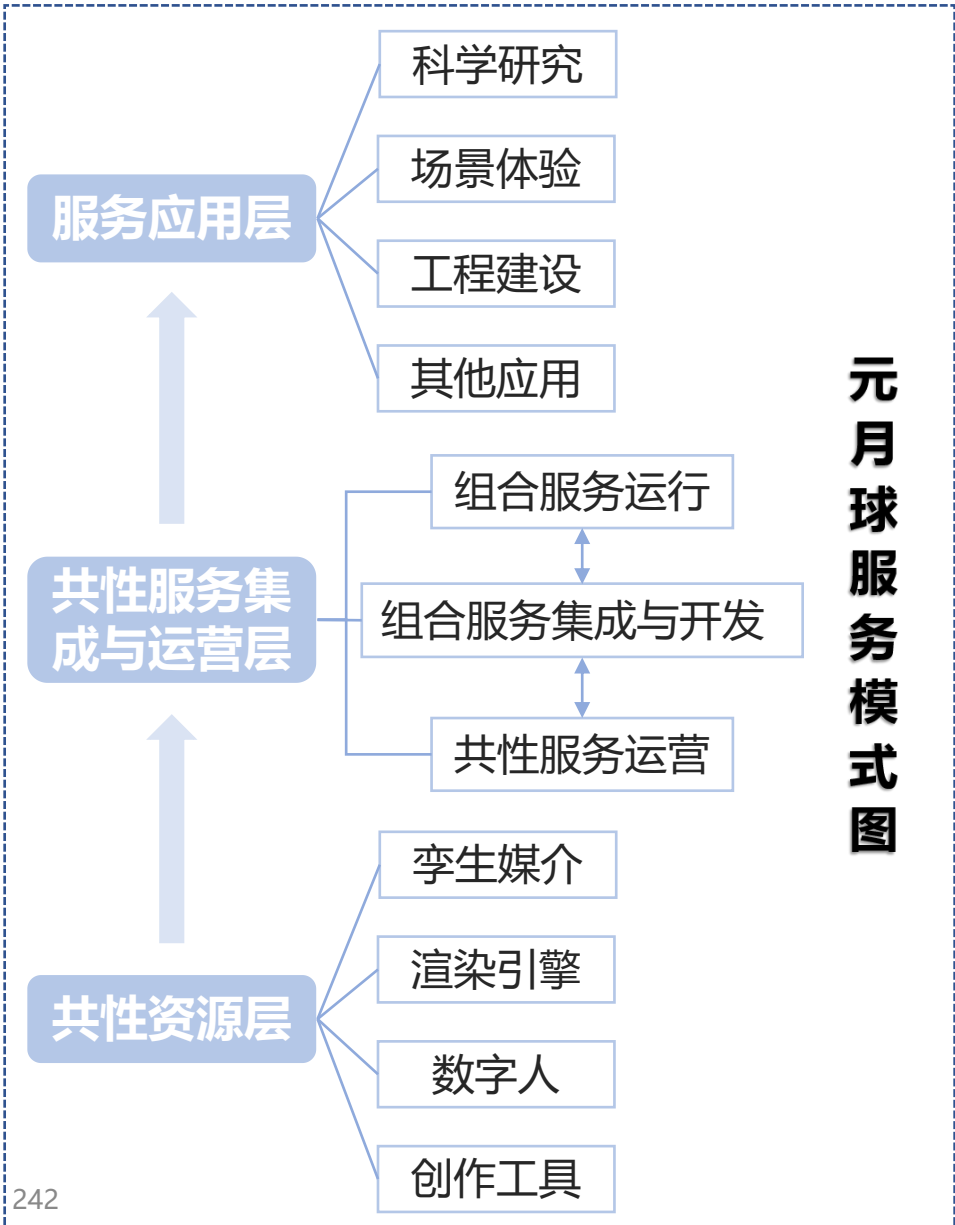 科学研究
场景体验
服务应用层
工程建设
其他应用
组合服务运行
共性服务集
成与运营层
组合服务集成与开发
共性服务运营
孪生媒介
渲染引擎
共性资源层
数字人
创作工具
元月球服务模式图
242